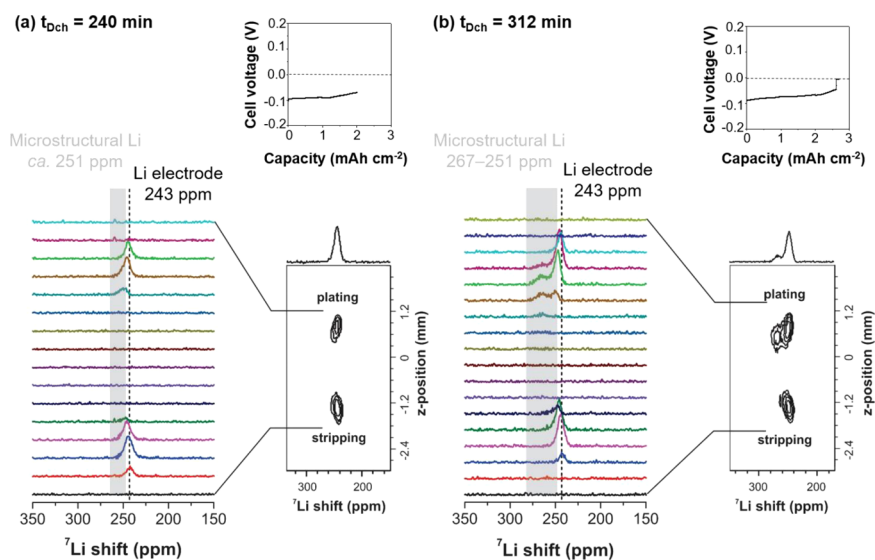 (a) t_Dch = 240 min
Cell voltage (V)
0.2
0.1
0.0
-0.1
-0.2
0 1 2 3
Capacity (mAh cm⁻²)
Microstructural Li
ca. 251 ppm
Li electrode
243 ppm
plating
stripping
1.2
0
-1.2
-2.4
z-position (mm)
300 200
⁷Li shift (ppm)
350 300 250 200 150
⁷Li shift (ppm)
(b) t_Dch = 312 min
Cell voltage (V)
0.2
0.1
0.0
-0.1
-0.2
0 1 2 3
Capacity (mAh cm⁻²)
Microstructural Li
267–251 ppm
Li electrode
243 ppm
plating
stripping
1.2
0
-1.2
-2.4
z-position (mm)
300 200
⁷Li shift (ppm)
350 300 250 200 150
⁷Li shift (ppm)